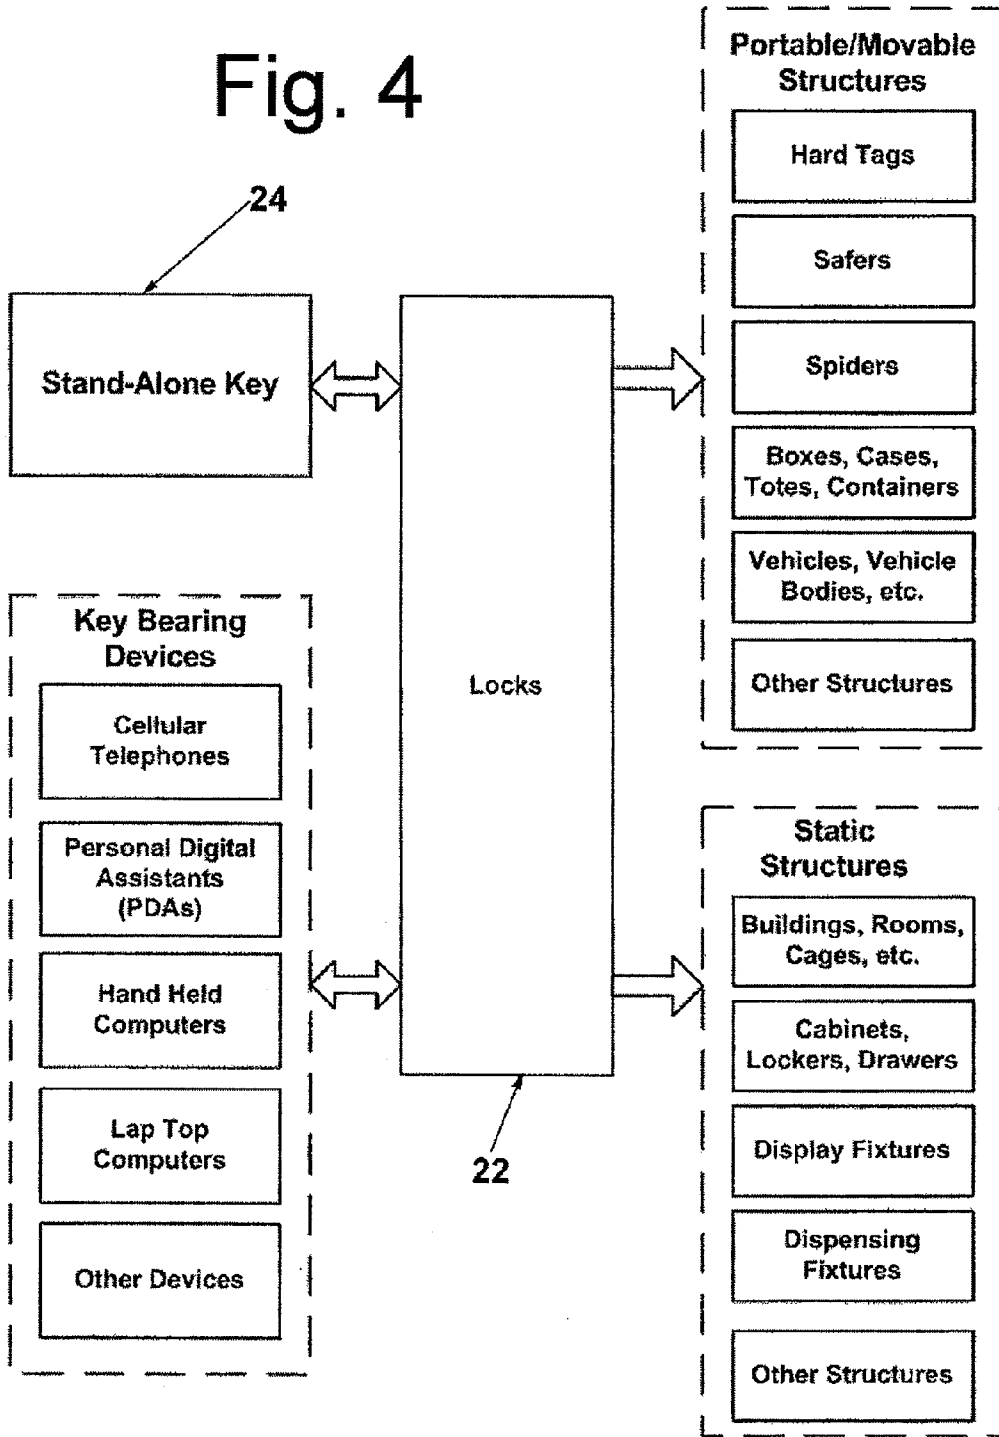 Fig. 4
24
Stand-Alone Key
Key Bearing
Devices
Cellular
Telephones
Personal Digital
Assistants
(PDAs)
Hand Held
Computers
Lap Top
Computers
Other Devices
Locks
22
Portable/Movable
Structures
Hard Tags
Safers
Spiders
Boxes, Cases,
Totes, Containers
Vehicles, Vehicle
Bodies, etc.
Other Structures
Static
Structures
Buildings, Rooms,
Cages, etc.
Cabinets,
Lockers, Drawers
Display Fixtures
Dispensing
Fixtures
Other Structures